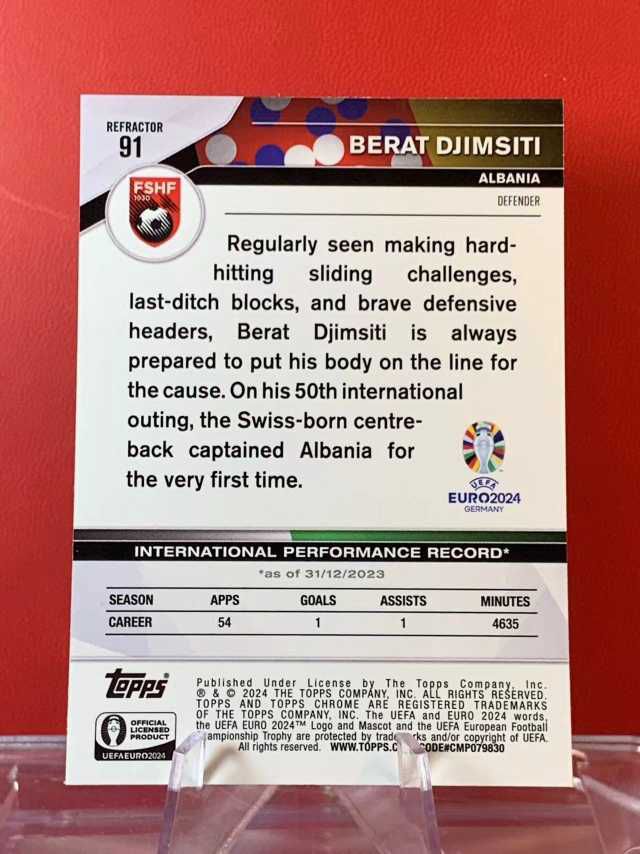 REFRACTOR
91
BERAT DJIMSITI
ALBANIA
DEFENDER
FSHF
1930
Regularly seen making hard-
hitting sliding challenges,
last-ditch blocks, and brave defensive
headers, Berat Djimsiti is always
prepared to put his body on the line for
the cause. On his 50th international
outing, the Swiss-born centre-
back captained Albania for
the very first time.
UEFA
EURO2024
GERMANY
INTERNATIONAL PERFORMANCE RECORD*
*as of 31/12/2023
SEASON APPS GOALS ASSISTS MINUTES
CAREER 54 1 1 4635
Topps
Published Under License by The Topps Company, Inc.
® & © 2024 THE TOPPS COMPANY, INC. ALL RIGHTS RESERVED.
TOPPS AND TOPPS CHROME ARE REGISTERED TRADEMARKS
OF THE TOPPS COMPANY, INC. The UEFA and EURO 2024 words,
the UEFA EURO 2024™ Logo and Mascot and the UEFA European Football
Championship Trophy are protected by and/or copyright of UEFA.
All rights reserved. CODE#CMP079830
OFFICIAL
LICENSED
PRODUCT
UEFAEURO2024